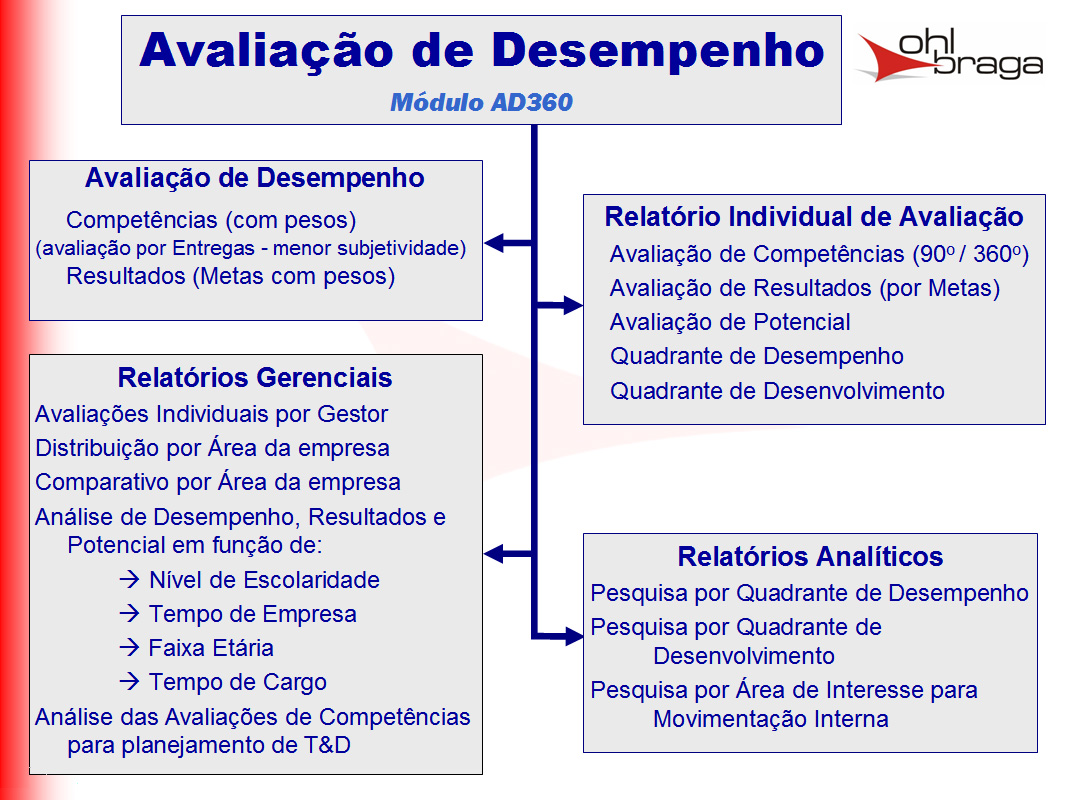 Avaliação de Desempenho
Módulo AD360
ohl
braga
Avaliação de Desempenho
Competências (com pesos)
(avaliação por Entregas - menor subjetividade)
Resultados (Metas com pesos)
Relatório Individual de Avaliação
Avaliação de Competências (90º / 360º)
Avaliação de Resultados (por Metas)
Avaliação de Potencial
Quadrante de Desempenho
Quadrante de Desenvolvimento
Relatórios Gerenciais
Avaliações Individuais por Gestor
Distribuição por Área da empresa
Comparativo por Área da empresa
Análise de Desempenho, Resultados e
Potencial em função de:
→ Nível de Escolaridade
→ Tempo de Empresa
→ Faixa Etária
→ Tempo de Cargo
Análise das Avaliações de Competências
para planejamento de T&D
Relatórios Analíticos
Pesquisa por Quadrante de Desempenho
Pesquisa por Quadrante de
Desenvolvimento
Pesquisa por Área de Interesse para
Movimentação Interna